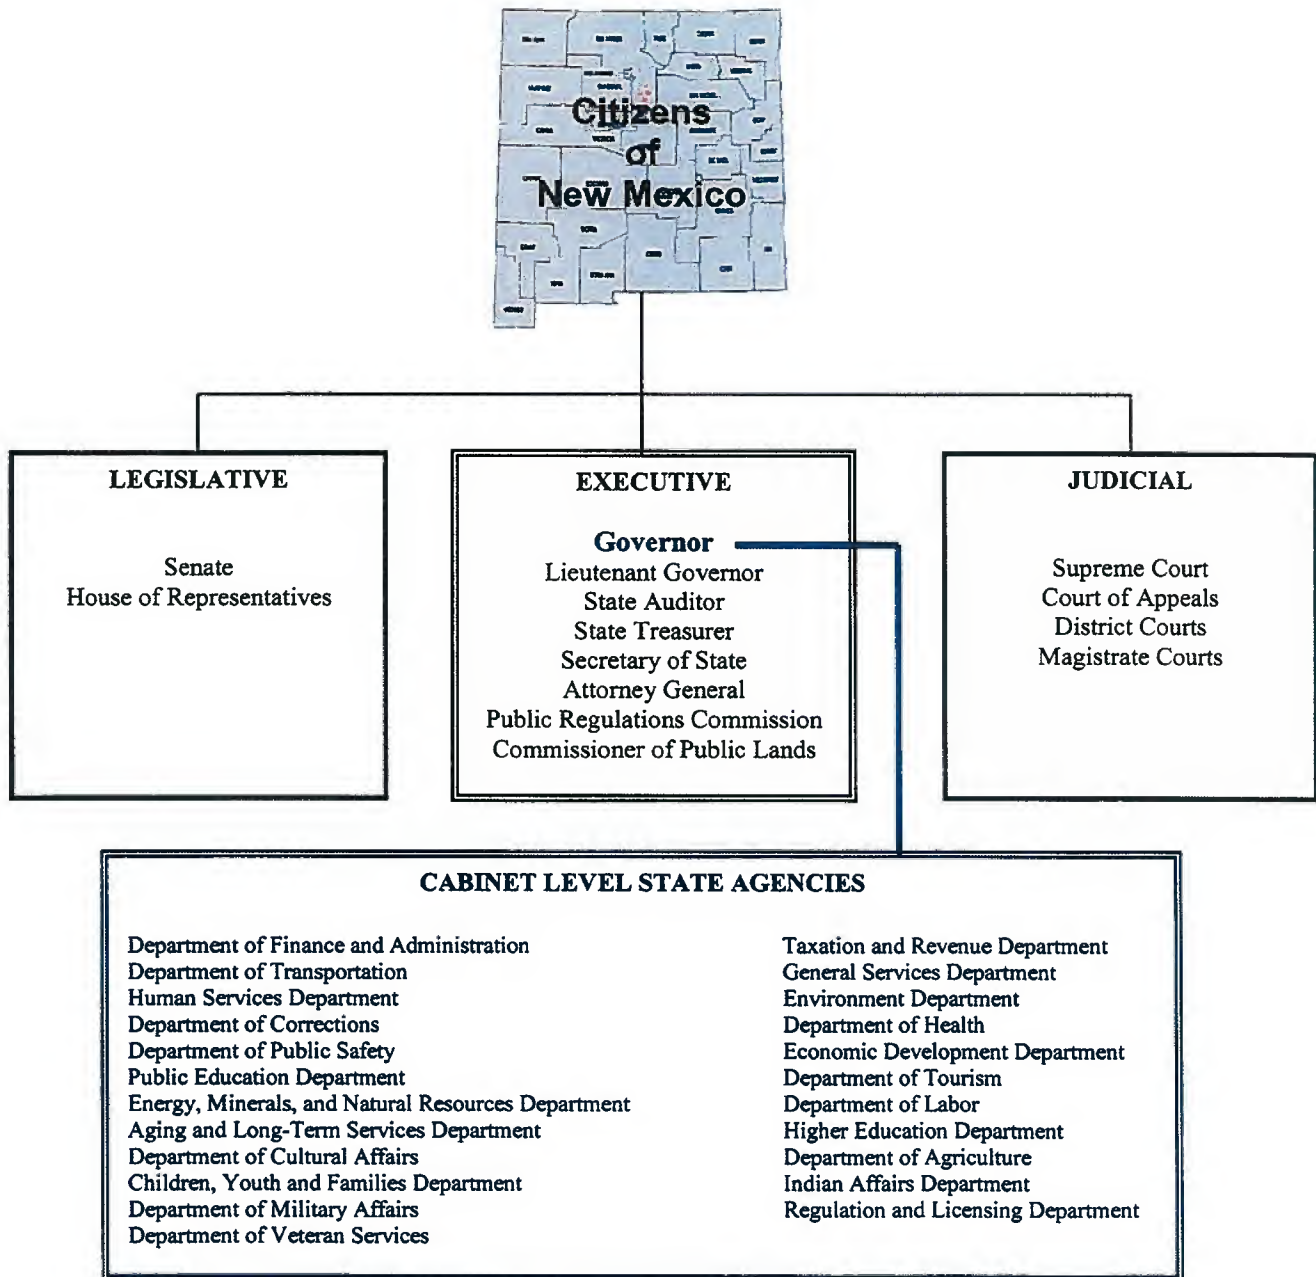 Citizens
of
New Mexico
LEGISLATIVE
Senate
House of Representatives
EXECUTIVE
Governor
Lieutenant Governor
State Auditor
State Treasurer
Secretary of State
Attorney General
Public Regulations Commission
Commissioner of Public Lands
JUDICIAL
Supreme Court
Court of Appeals
District Courts
Magistrate Courts
CABINET LEVEL STATE AGENCIES
Department of Finance and Administration
Department of Transportation
Human Services Department
Department of Corrections
Department of Public Safety
Public Education Department
Energy, Minerals, and Natural Resources Department
Aging and Long-Term Services Department
Department of Cultural Affairs
Children, Youth and Families Department
Department of Military Affairs
Department of Veteran Services
Taxation and Revenue Department
General Services Department
Environment Department
Department of Health
Economic Development Department
Department of Tourism
Department of Labor
Higher Education Department
Department of Agriculture
Indian Affairs Department
Regulation and Licensing Department